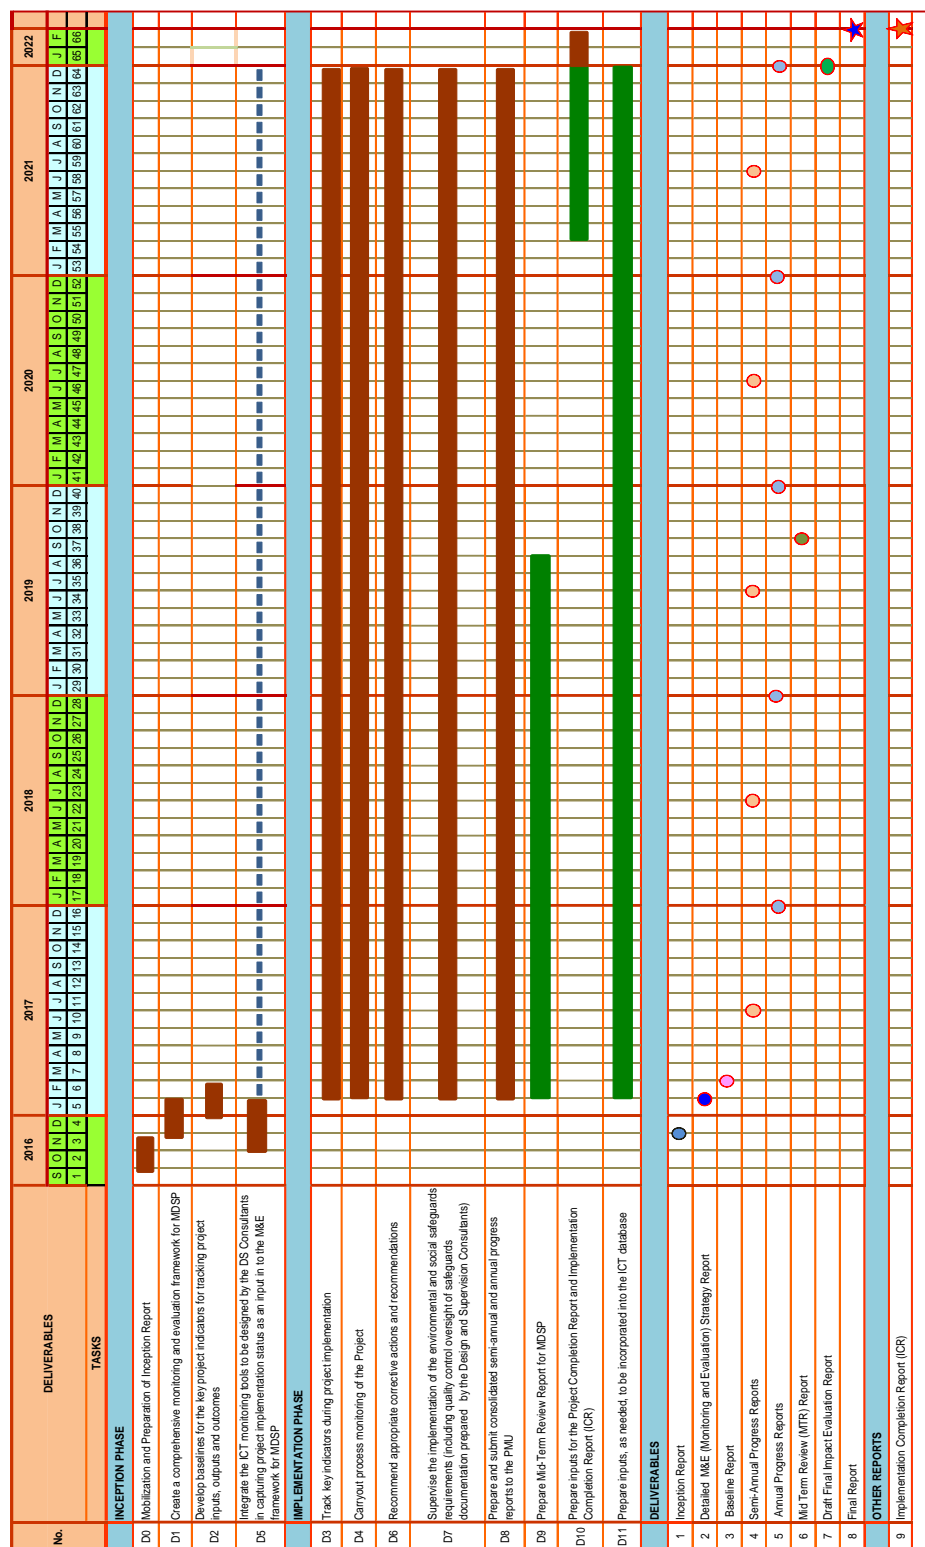 No.
DELIVERABLES
2016 2017 2018 2019 2020 2021 2022
S O N D J F M A M J J A S O N D J F M A M J J A S O N D J F M A M J J A S O N D J F M A M J J A S O N D J F M A M J J A S O N D J F
TASKS
1 2 3 4 5 6 7 8 9 10 11 12 13 14 15 16 17 18 19 20 21 22 23 24 25 26 27 28 29 30 31 32 33 34 35 36 37 38 39 40 41 42 43 44 45 46 47 48 49 50 51 52 53 54 55 56 57 58 59 60 61 62 63 64 65 66
INCEPTION PHASE
D0 Mobilization and Preparation of Inception Report
D1 Create a comprehensive monitoring and evaluation framework for MDSP
D2 Develop baselines for the key project indicators for tracking project
inputs, outputs and outcomes
D5 Integrate the ICT monitoring tools to be designed by the DS Consultants
in capturing project implementation status as an input in to the M&E
framework for MDSP
IMPLEMENTATION PHASE
D3 Track key indicators during project implementation
D4 Carryout process monitoring of the Project
D6 Recommend appropriate corrective actions and recommendations
D7 Supervise the implementation of the environmental and social safeguards
requirements (including quality control oversight of safeguards
documentation prepared by the Design and Supervision Consultants)
D8 Prepare and submit consolidated semi-annual and annual progress
reports to the PMU
D9 Prepare Mid-Term Review Report for MDSP
D10 Prepare inputs for the Project Completion Report and Implementation
Completion Report (ICR)
D11 Prepare inputs, as needed, to be incorporated into the ICT database
DELIVERABLES
1 Inception Report
2 Detailed M&E (Monitoring and Evaluation) Strategy Report
3 Baseline Report
4 Semi-Annual Progress Reports
5 Annual Progress Reports
6 Mid Term Review (MTR) Report
7 Draft Final Impact Evaluation Report
8 Final Report
OTHER REPORTS
9 Implementation Completion Report (ICR)